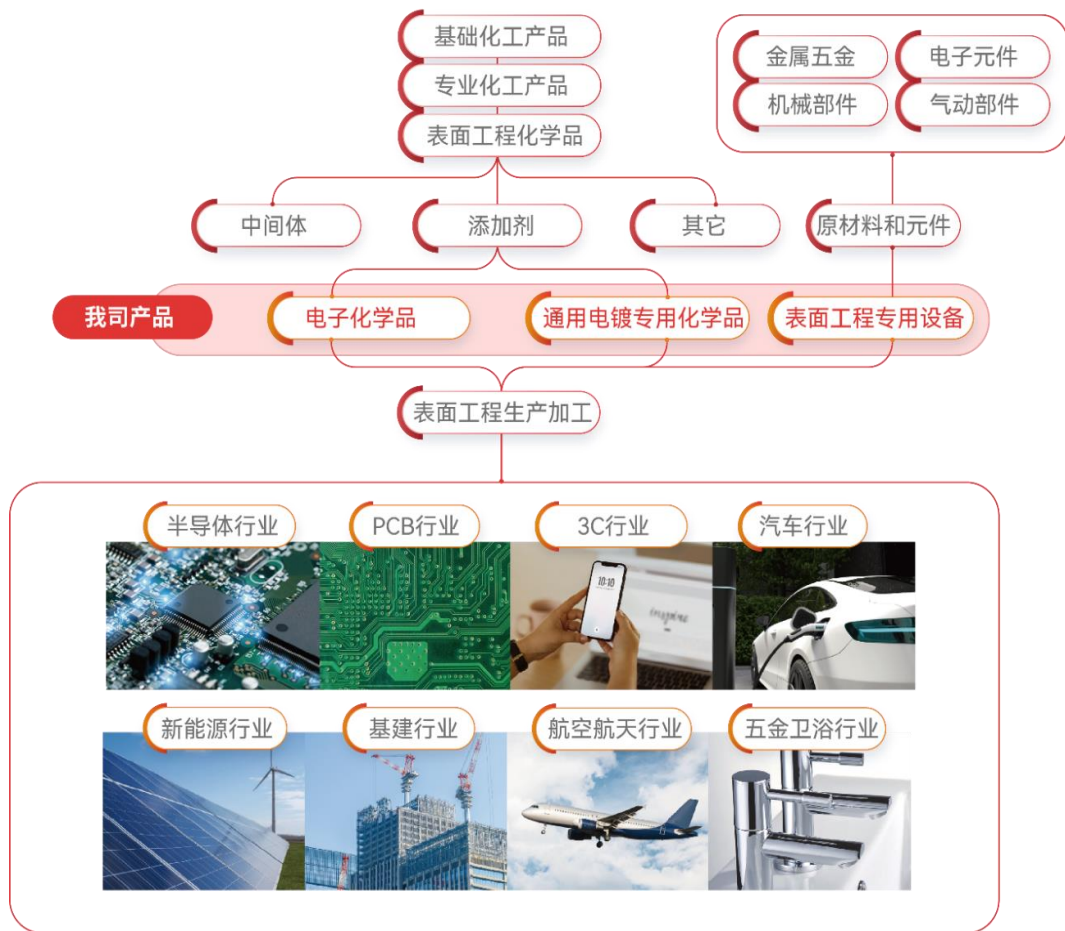 基础化工产品
专业化工产品
表面工程化学品
金属五金
电子元件
机械部件
气动部件
中间体
添加剂
其它
原材料和元件
我司产品
电子化学品
通用电镀专用化学品
表面工程专用设备
表面工程生产加工
半导体行业
PCB行业
3C行业
汽车行业
10:10
imagine
新能源行业
基建行业
航空航天行业
五金卫浴行业